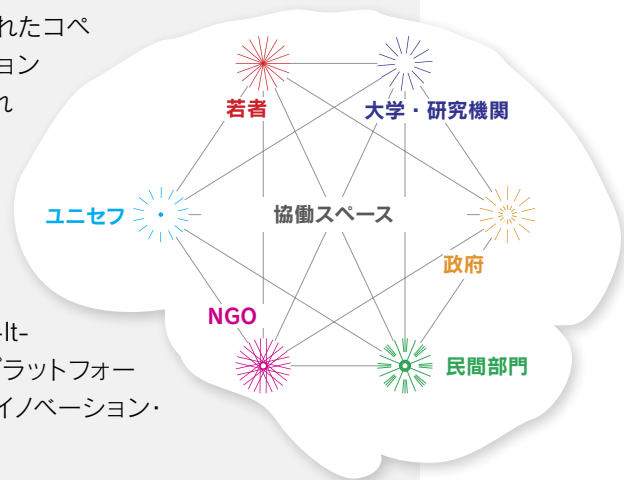 れたコペ
ョン
れ
It-
ラットフォー
イノベーション・
若者
大学・研究機関
ユニセフ
協働スペース
政府
NGO
民間部門